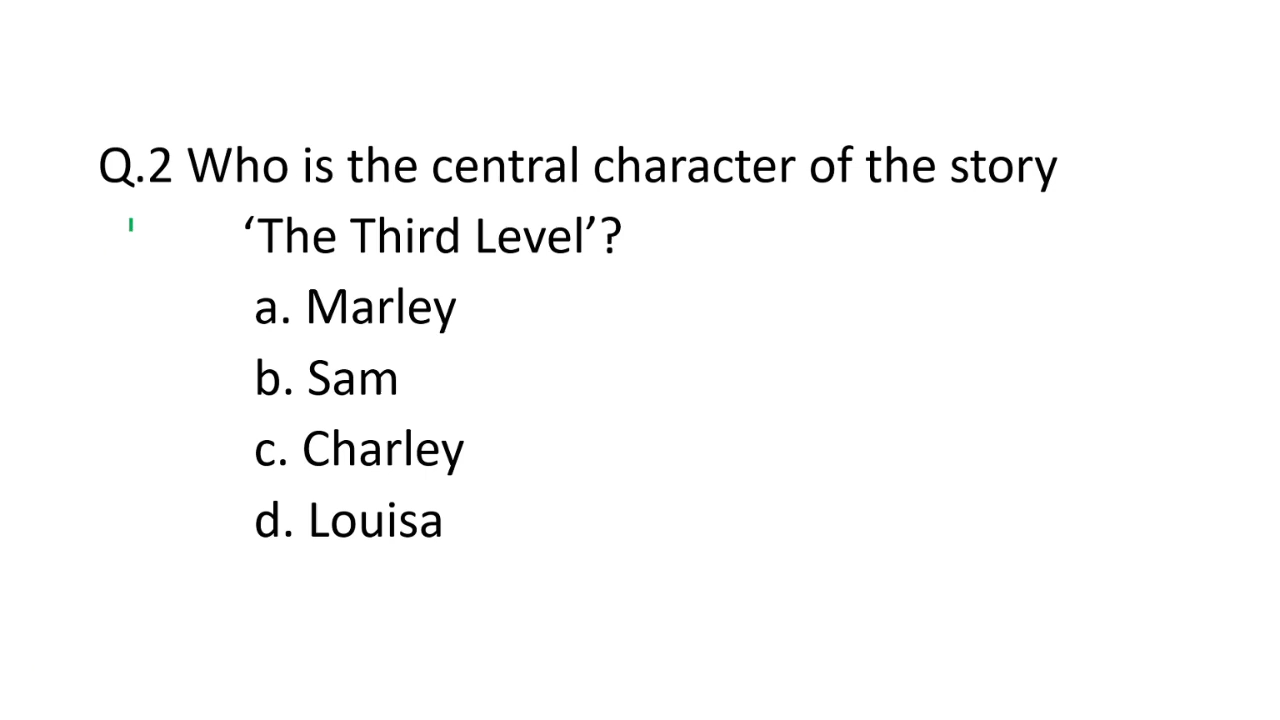 Q.2 Who is the central character of the story
‘The Third Level’?
a. Marley
b. Sam
c. Charley
d. Louisa